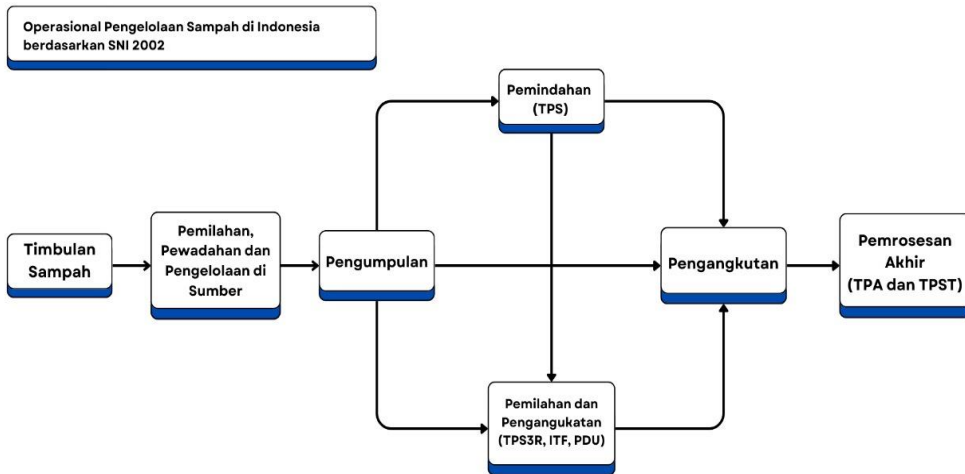 Operasional Pengelolaan Sampah di Indonesia
berdasarkan SNI 2002
Pemindahan
(TPS)
Timbulan
Sampah
Pemilahan,
Pewadahan dan
Pengelolaan di
Sumber
Pengumpulan
Pengangkutan
Pemrosesan
Akhir
(TPA dan TPST)
Pemilahan dan
Pengangukatan
(TPS3R, ITF, PDU)